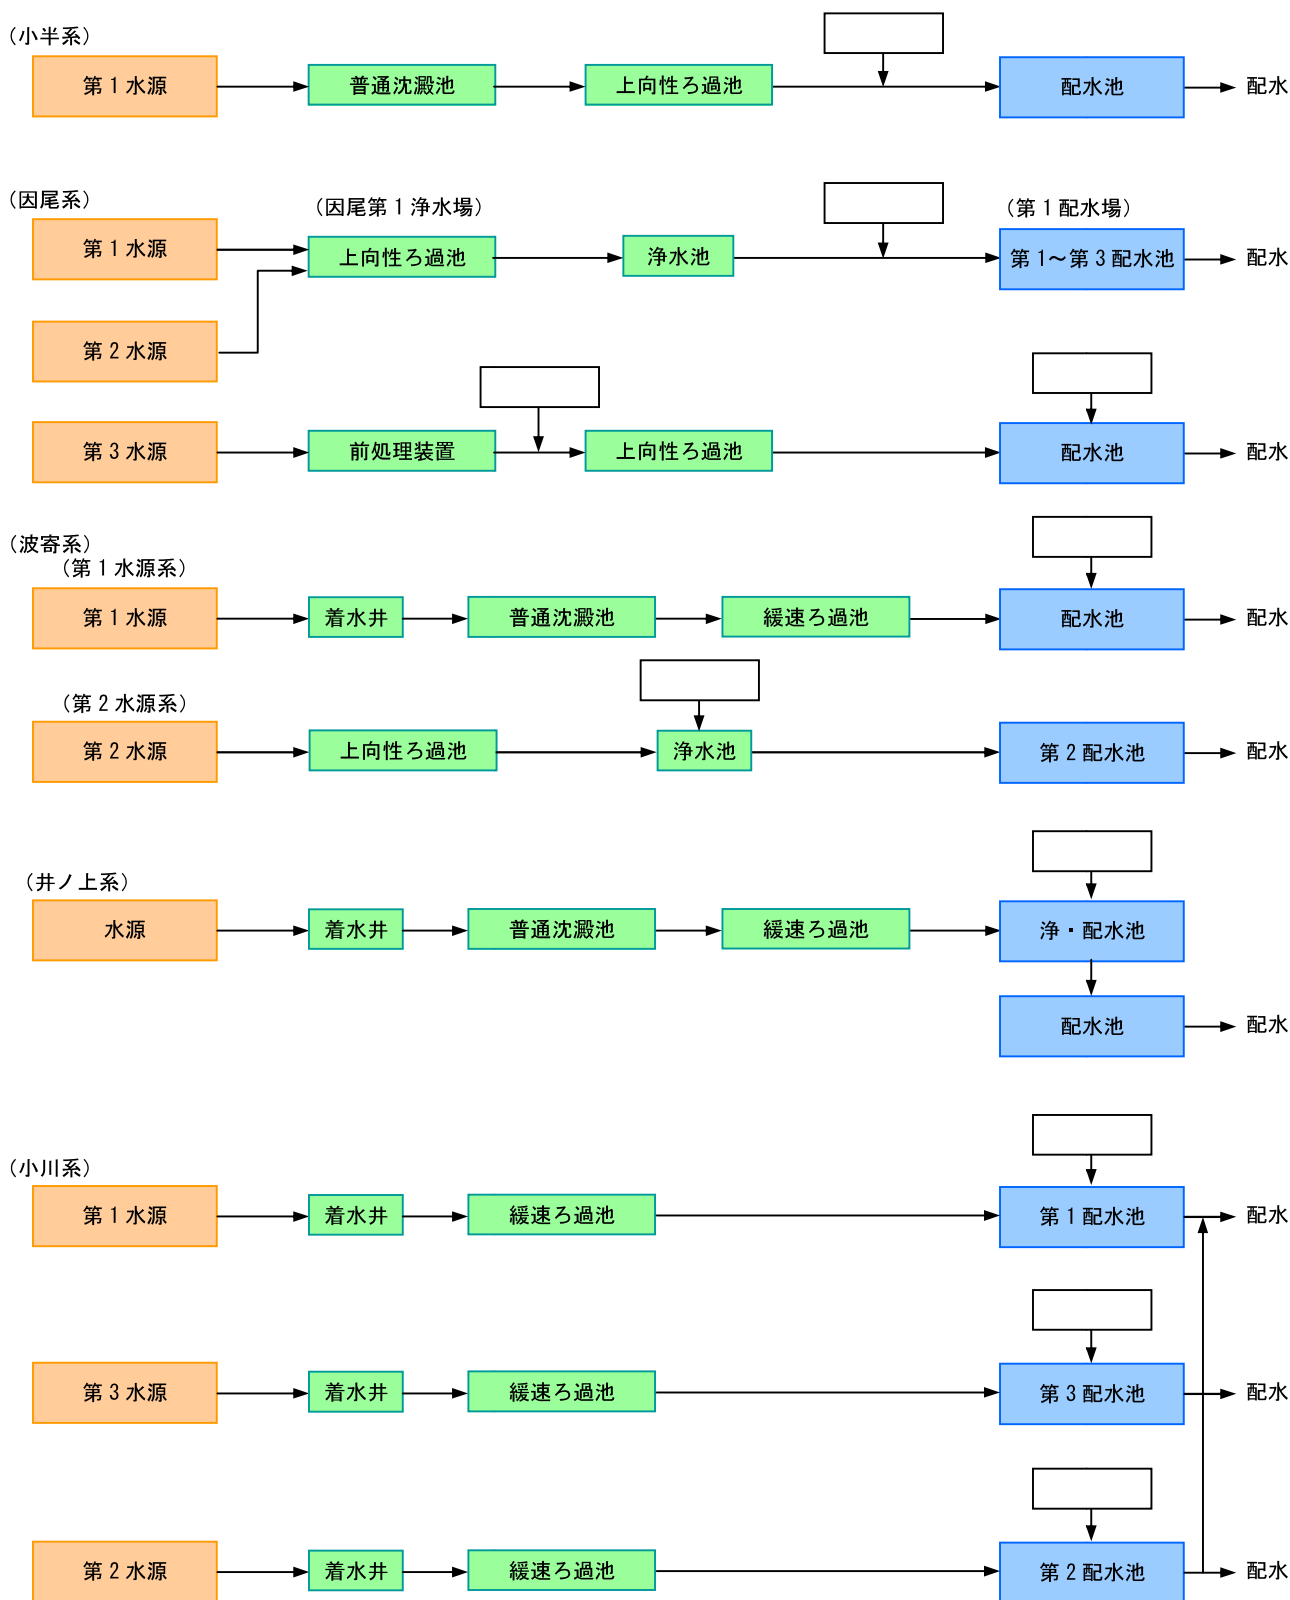 （小半系）
第１水源 普通沈澱池 上向性ろ過池 配水池 配水
（因尾系）
（因尾第１浄水場） （第１配水場）
第１水源 上向性ろ過池 浄水池 第１～第３配水池 配水
第２水源
第３水源 前処理装置 上向性ろ過池 配水池 配水
（波寄系）
（第１水源系）
第１水源 着水井 普通沈澱池 緩速ろ過池 配水池 配水
（第２水源系）
第２水源 上向性ろ過池 浄水池 第２配水池 配水
（井ノ上系）
水源 着水井 普通沈澱池 緩速ろ過池 浄・配水池
配水池 配水
（小川系）
第１水源 着水井 緩速ろ過池 第１配水池 配水
第３水源 着水井 緩速ろ過池 第３配水池 配水
第２水源 着水井 緩速ろ過池 第２配水池 配水